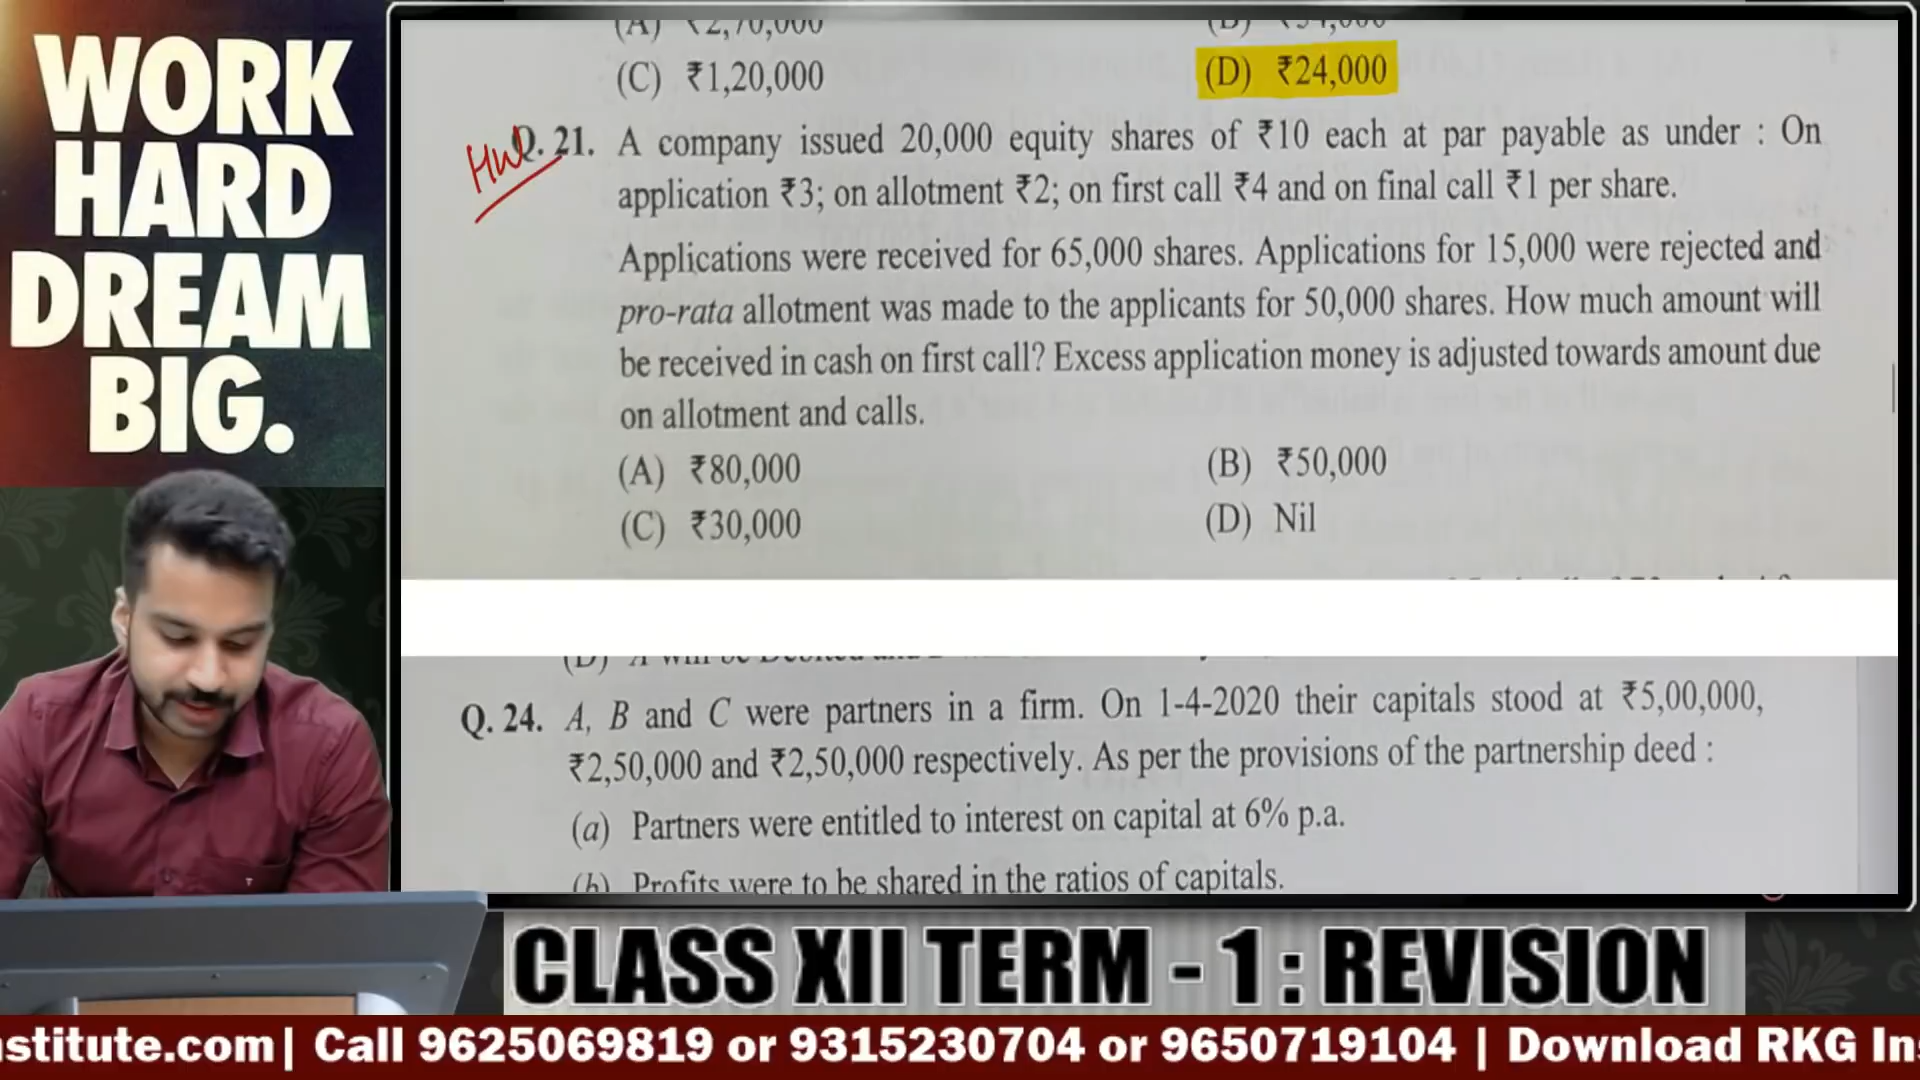 WORK
HARD
DREAM
BIG.
(A) ₹2,70,000
(C) ₹1,20,000 (D) ₹24,000
HW
Q. 21. A company issued 20,000 equity shares of ₹10 each at par payable as under : On
application ₹3; on allotment ₹2; on first call ₹4 and on final call ₹1 per share.
Applications were received for 65,000 shares. Applications for 15,000 were rejected and
pro-rata allotment was made to the applicants for 50,000 shares. How much amount will
be received in cash on first call? Excess application money is adjusted towards amount due
on allotment and calls.
(A) ₹80,000 (B) ₹50,000
(C) ₹30,000 (D) Nil
Q. 24. A, B and C were partners in a firm. On 1-4-2020 their capitals stood at ₹5,00,000,
₹2,50,000 and ₹2,50,000 respectively. As per the provisions of the partnership deed :
(a) Partners were entitled to interest on capital at 6% p.a.
(b) Profits were to be shared in the ratios of capitals.
CLASS XII TERM - 1 : REVISION
stitute.com| Call 9625069819 or 9315230704 or 9650719104 | Download RKG Ins